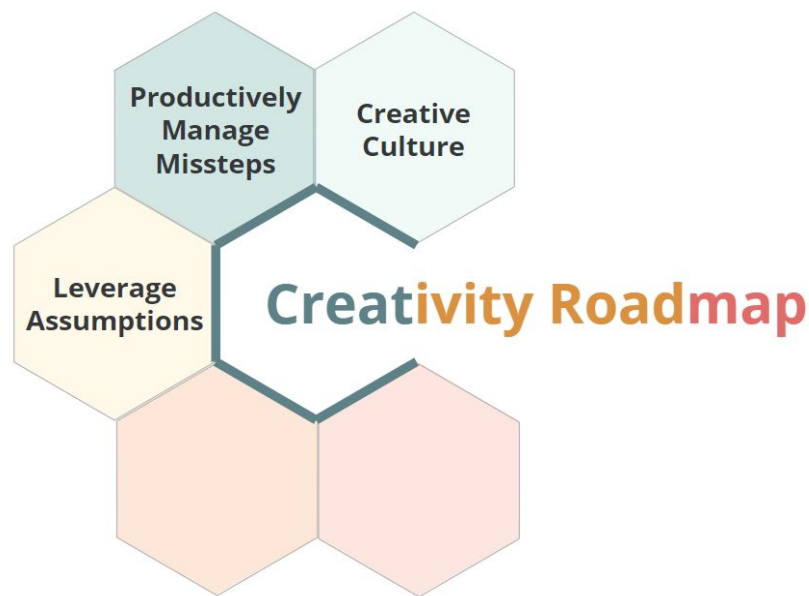 Productively
Manage
Missteps
Creative
Culture
Leverage
Assumptions
Creativity Roadmap